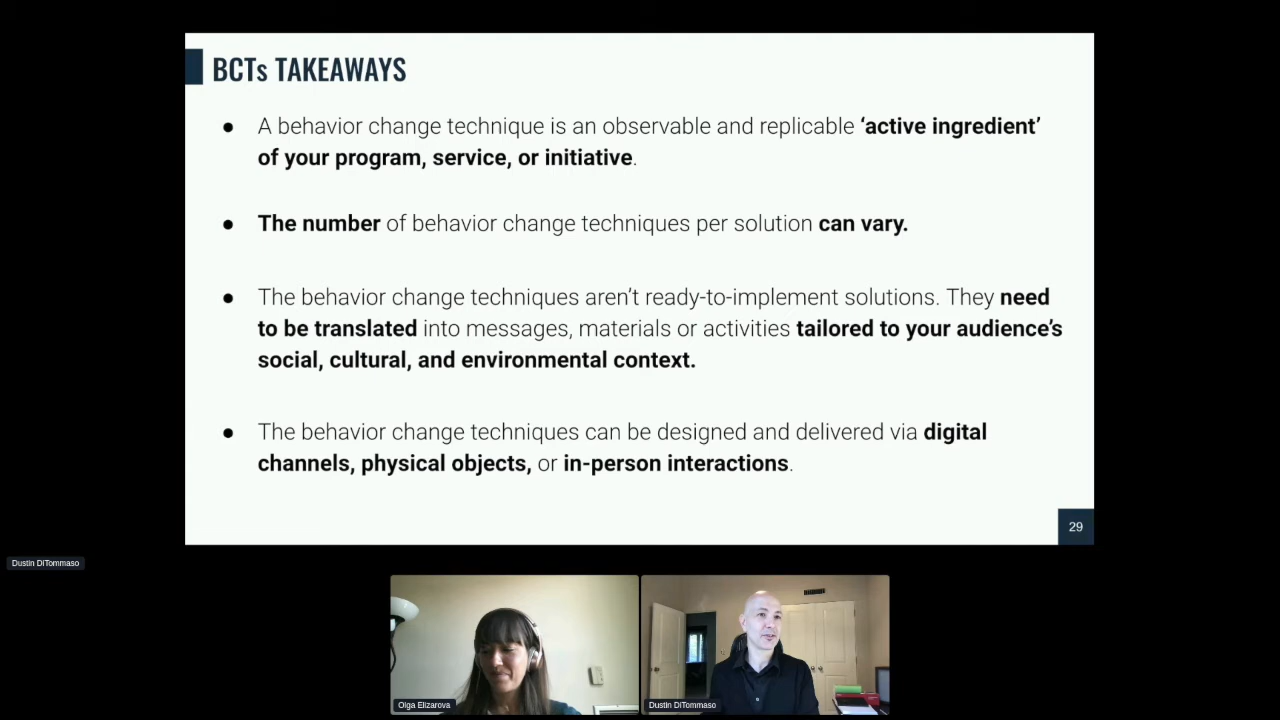 BCTs TAKEAWAYS
● A behavior change technique is an observable and replicable ‘active ingredient’
of your program, service, or initiative.
● The number of behavior change techniques per solution can vary.
● The behavior change techniques aren’t ready-to-implement solutions. They need
to be translated into messages, materials or activities tailored to your audience’s
social, cultural, and environmental context.
● The behavior change techniques can be designed and delivered via digital
channels, physical objects, or in-person interactions.
29
Dustin DiTommaso
Olga Elizarova
Dustin DiTommaso